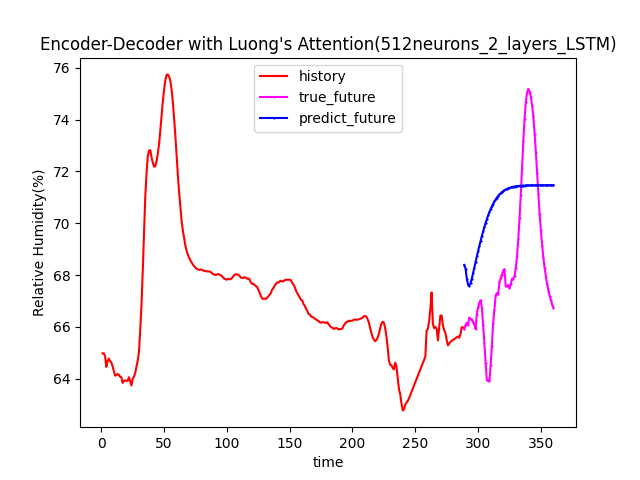 Encoder-Decoder with Luong's Attention(512neurons_2_layers_LSTM)
history
true_future
predict_future
76
74
72
70
68
66
64
Relative Humidity(%)
0 50 100 150 200 250 300 350
time